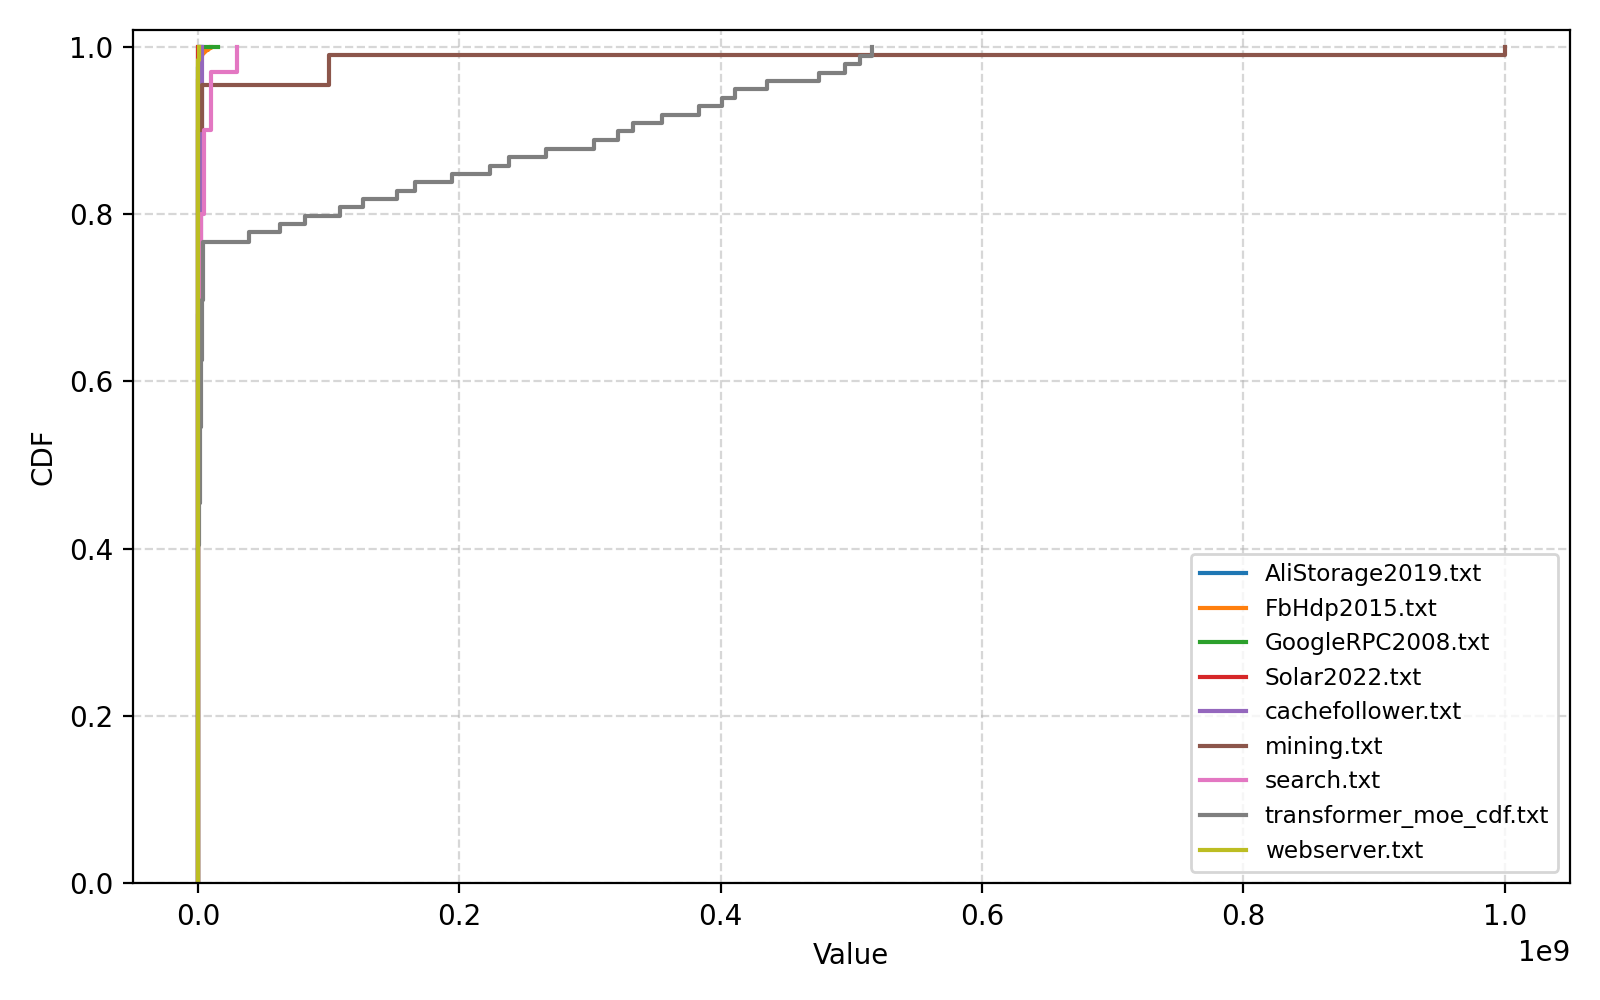 1.0
0.8
0.6
0.4
0.2
0.0
CDF
0.0 0.2 0.4 0.6 0.8 1.0
1e9
Value
AliStorage2019.txt
FbHdp2015.txt
GoogleRPC2008.txt
Solar2022.txt
cachefollower.txt
mining.txt
search.txt
transformer_moe_cdf.txt
webserver.txt